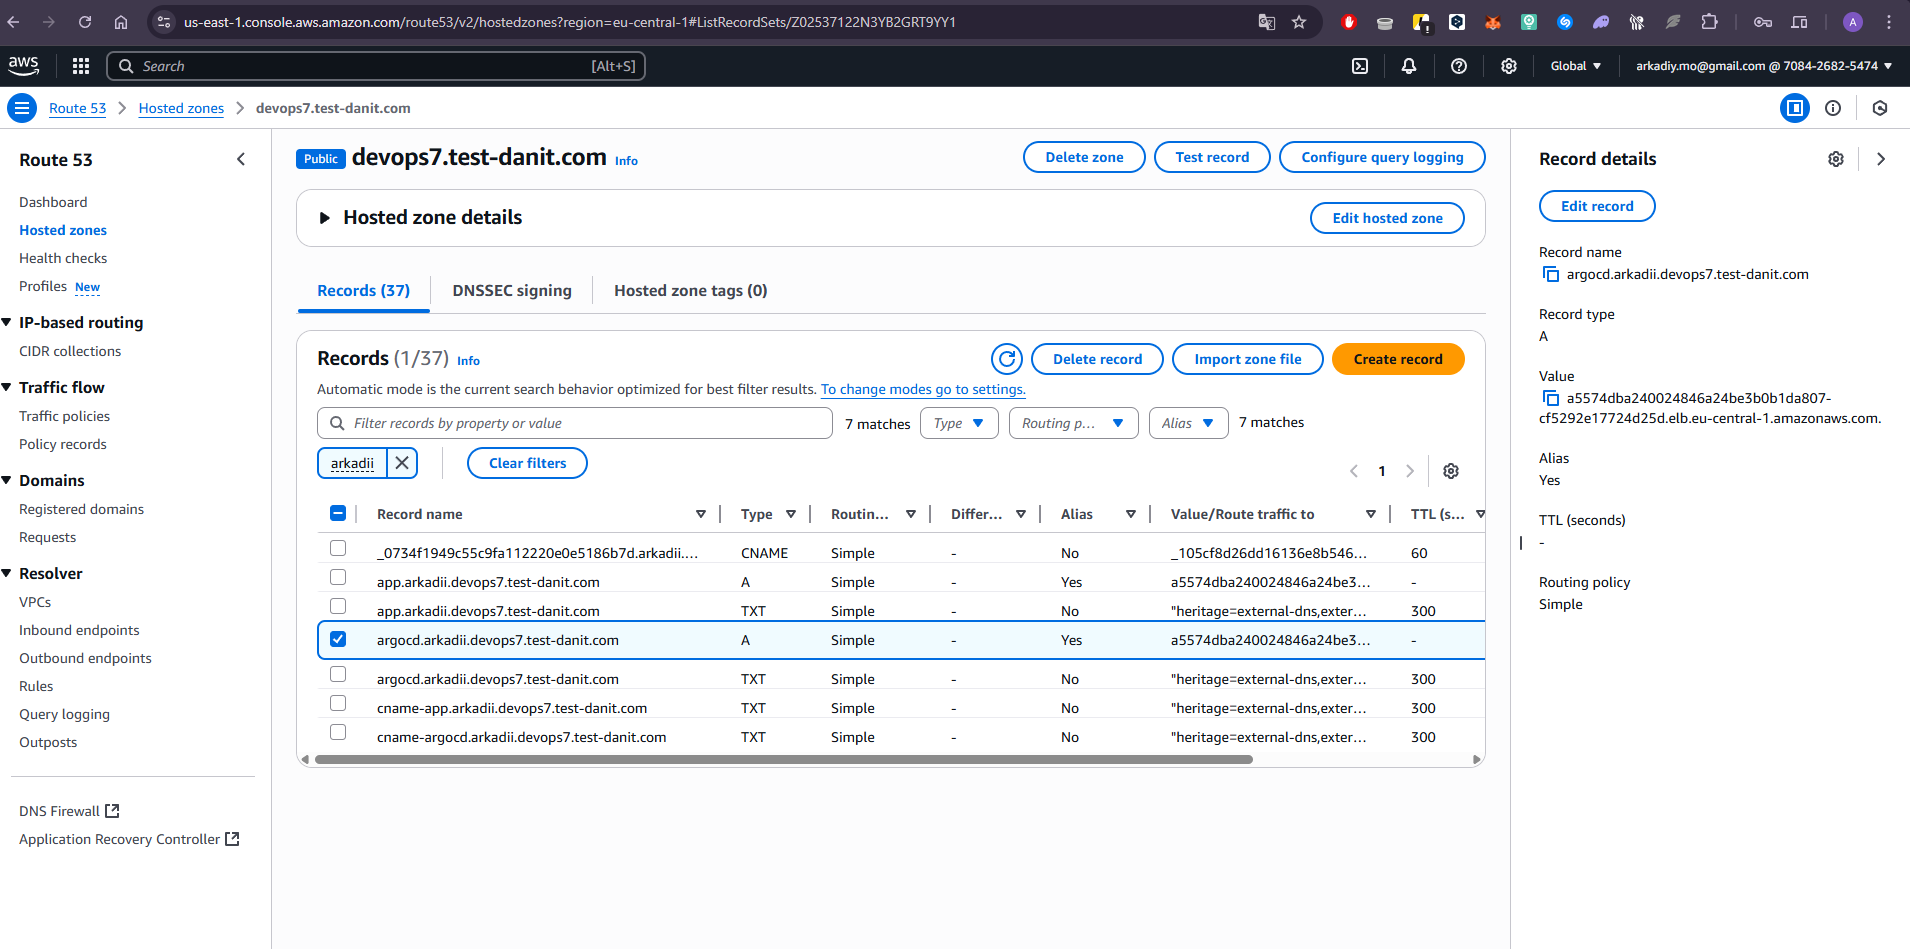 us-east-1.console.aws.amazon.com/route53/v2/hostedzones?region=eu-central-1#ListRecordSets/Z02537122N3YB2GRT9YY1
A
aws
Search
[Alt+S]
Global
arkadiy.mo@gmail.com @ 7084-2682-5474
Route 53
Hosted zones
devops7.test-danit.com
Route 53
Dashboard
Hosted zones
Health checks
Profiles New
IP-based routing
CIDR collections
Traffic flow
Traffic policies
Policy records
Domains
Registered domains
Requests
Resolver
VPCs
Inbound endpoints
Outbound endpoints
Rules
Query logging
Outposts
DNS Firewall
Application Recovery Controller
Public devops7.test-danit.com Info
Delete zone
Test record
Configure query logging
Hosted zone details
Edit hosted zone
Records (37)
DNSSEC signing
Hosted zone tags (0)
Records (1/37) Info
Delete record
Import zone file
Create record
Automatic mode is the current search behavior optimized for best filter results. To change modes go to settings.
Filter records by property or value
7 matches
Type
Routing p...
Alias
7 matches
arkadii
Clear filters
1
Record name Type Routin... Differ... Alias Value/Route traffic to TTL (s...
_0734f1949c55c9fa112220e0e5186b7d.arkadii.... CNAME Simple - No _105cf8d26dd16136e8b546... 60
app.arkadii.devops7.test-danit.com A Simple - Yes a5574dba240024846a24be3... -
app.arkadii.devops7.test-danit.com TXT Simple - No "heritage=external-dns,exter... 300
argocd.arkadii.devops7.test-danit.com A Simple - Yes a5574dba240024846a24be3... -
argocd.arkadii.devops7.test-danit.com TXT Simple - No "heritage=external-dns,exter... 300
cname-app.arkadii.devops7.test-danit.com TXT Simple - No "heritage=external-dns,exter... 300
cname-argocd.arkadii.devops7.test-danit.com TXT Simple - No "heritage=external-dns,exter... 300
Record details
Edit record
Record name
argocd.arkadii.devops7.test-danit.com
Record type
A
Value
a5574dba240024846a24be3b0b1da807-
cf5292e17724d25d.elb.eu-central-1.amazonaws.com.
Alias
Yes
TTL (seconds)
-
Routing policy
Simple